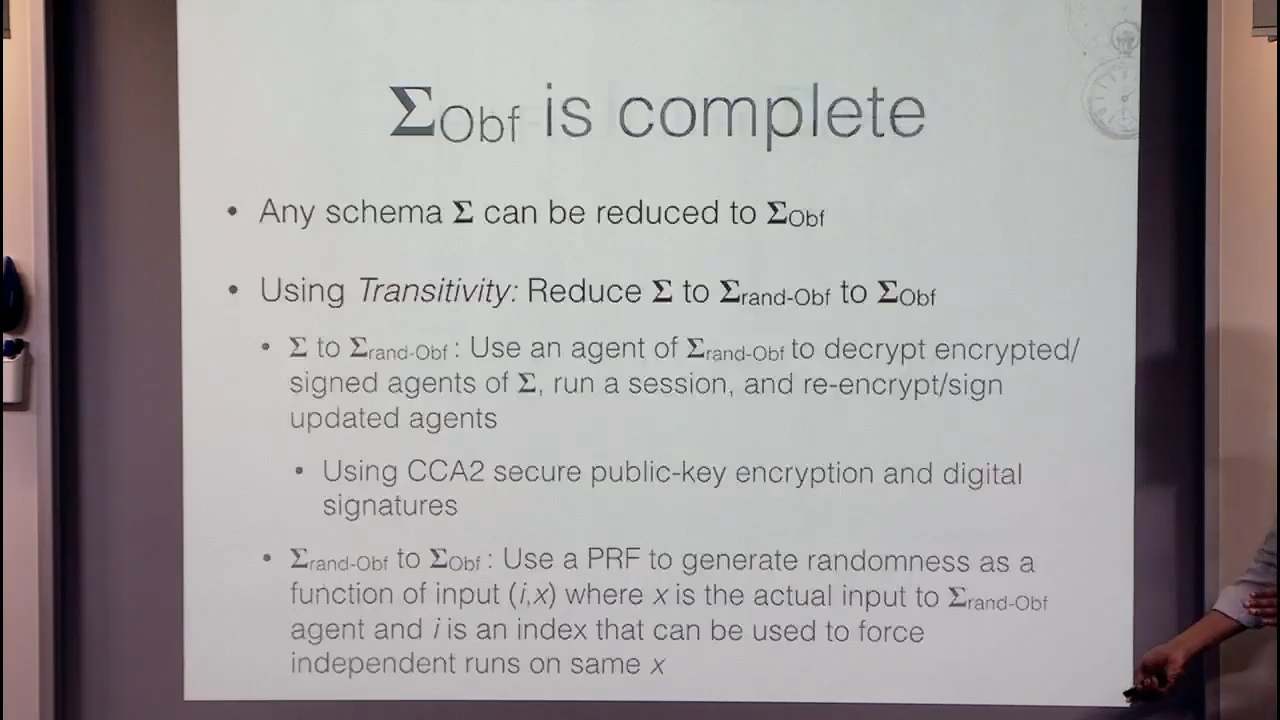 ΣObf is complete
• Any schema Σ can be reduced to ΣObf
• Using Transitivity: Reduce Σ to Σrand-Obf to ΣObf
• Σ to Σrand-Obf : Use an agent of Σrand-Obf to decrypt encrypted/
signed agents of Σ, run a session, and re-encrypt/sign
updated agents
• Using CCA2 secure public-key encryption and digital
signatures
• Σrand-Obf to ΣObf : Use a PRF to generate randomness as a
function of input (i,x) where x is the actual input to Σrand-Obf
agent and i is an index that can be used to force
independent runs on same x